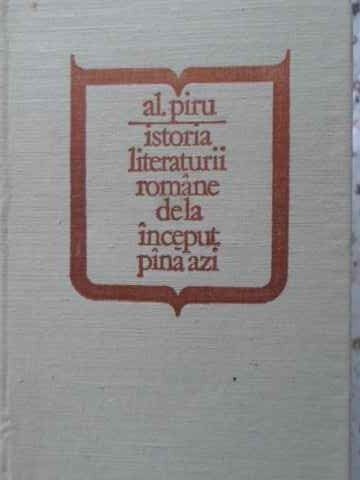 al. piru
istoria
literaturii
române
de la
început
pînă azi